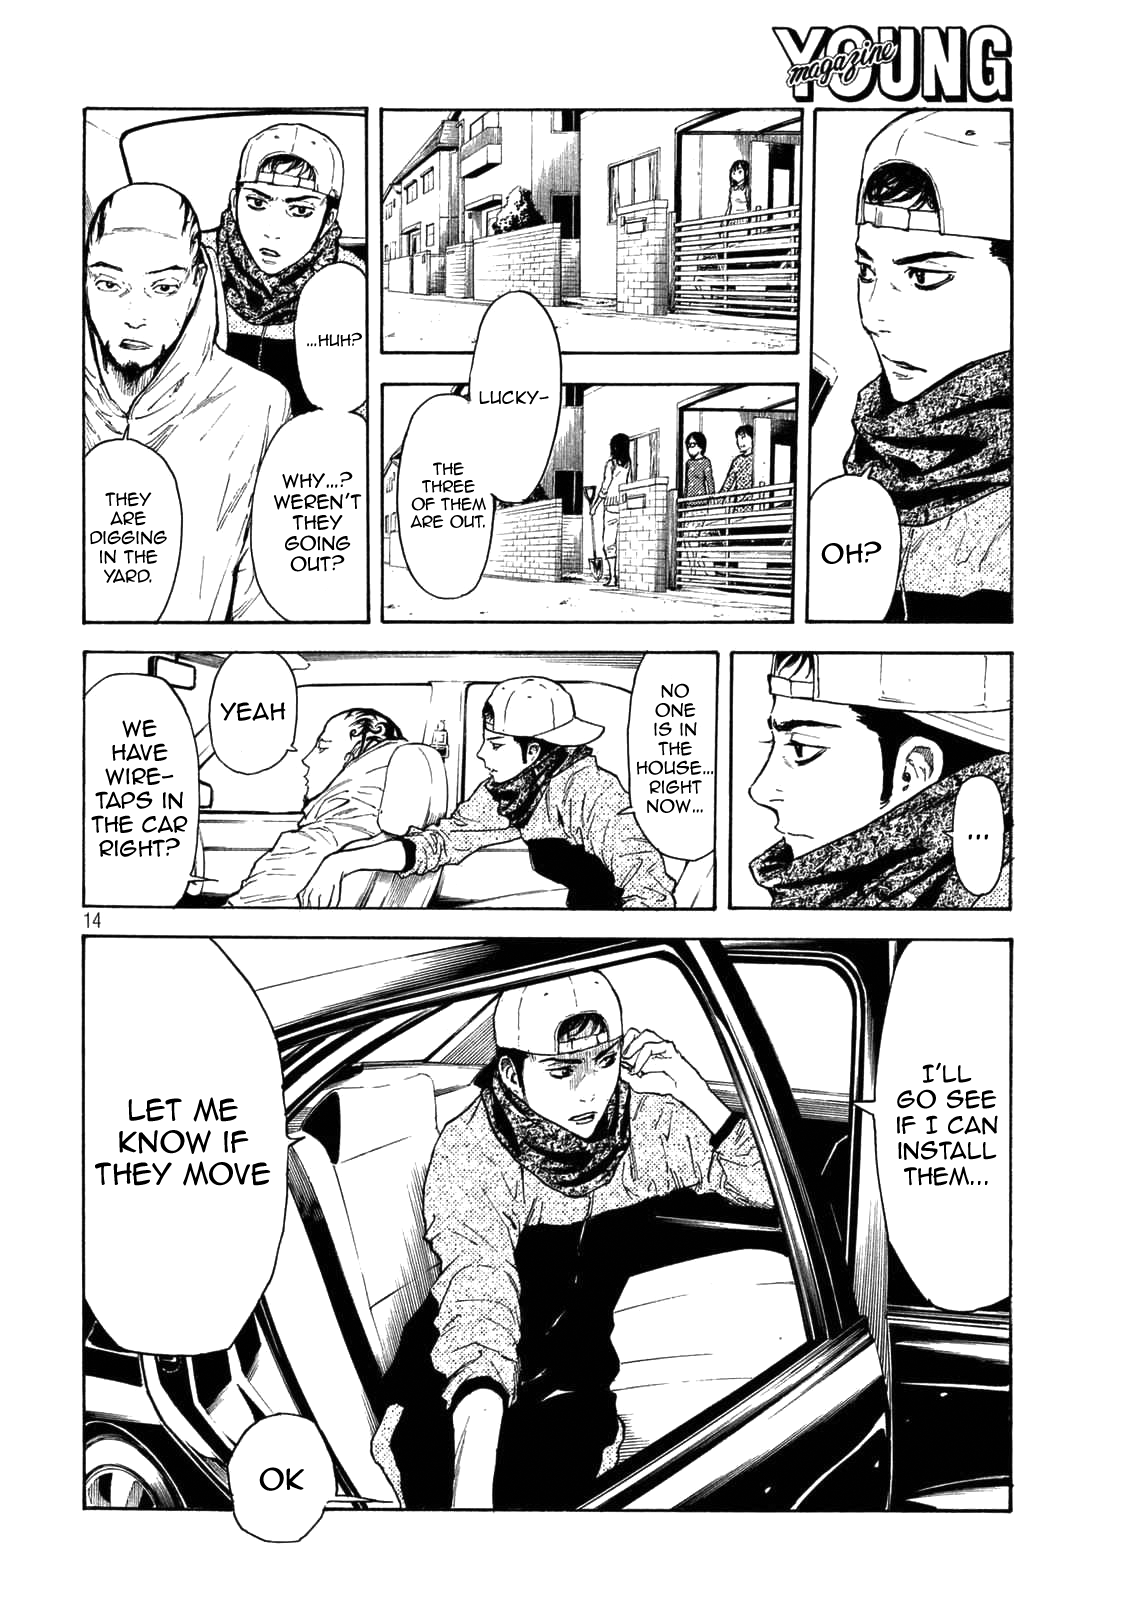 YOUNG
magazine
OH?
LUCKY-
THE
THREE
OF THEM
ARE OUT.
...HUH?
WHY...?
WEREN'T
THEY
GOING
OUT?
THEY
ARE
DIGGING
IN THE
YARD.
...
NO
ONE
IS IN
THE
HOUSE...
RIGHT
NOW...
YEAH
WE
HAVE
WIRE-
TAPS IN
THE CAR
RIGHT?
14
I'LL
GO SEE
IF I CAN
INSTALL
THEM...
LET ME
KNOW IF
THEY MOVE
OK